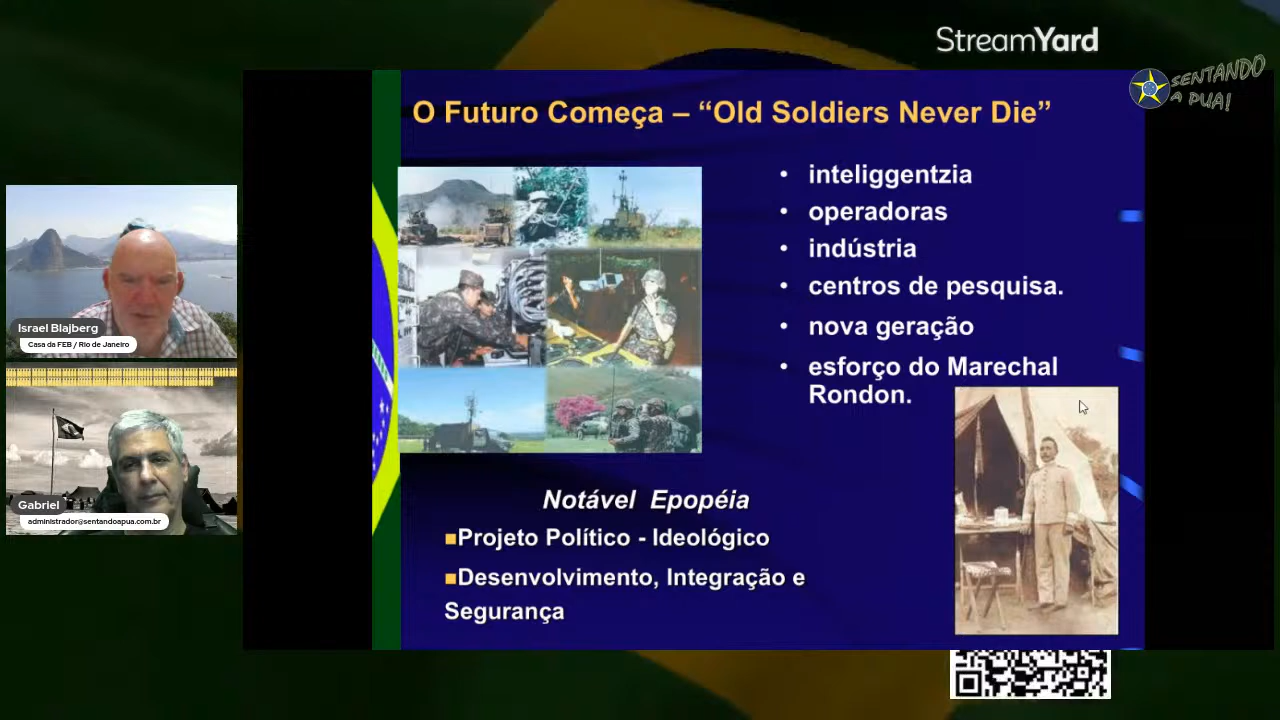 StreamYard
SENTANDO
A PUA!
O Futuro Começa – “Old Soldiers Never Die”
• inteliggentzia
• operadoras
• indústria
• centros de pesquisa.
• nova geração
• esforço do Marechal
Rondon.
Israel Blajberg
Casa da FEB / Rio de Janeiro
Gabriel
administrador@sentandoapua.com.br
Notável Epopéia
Projeto Político - Ideológico
Desenvolvimento, Integração e
Segurança